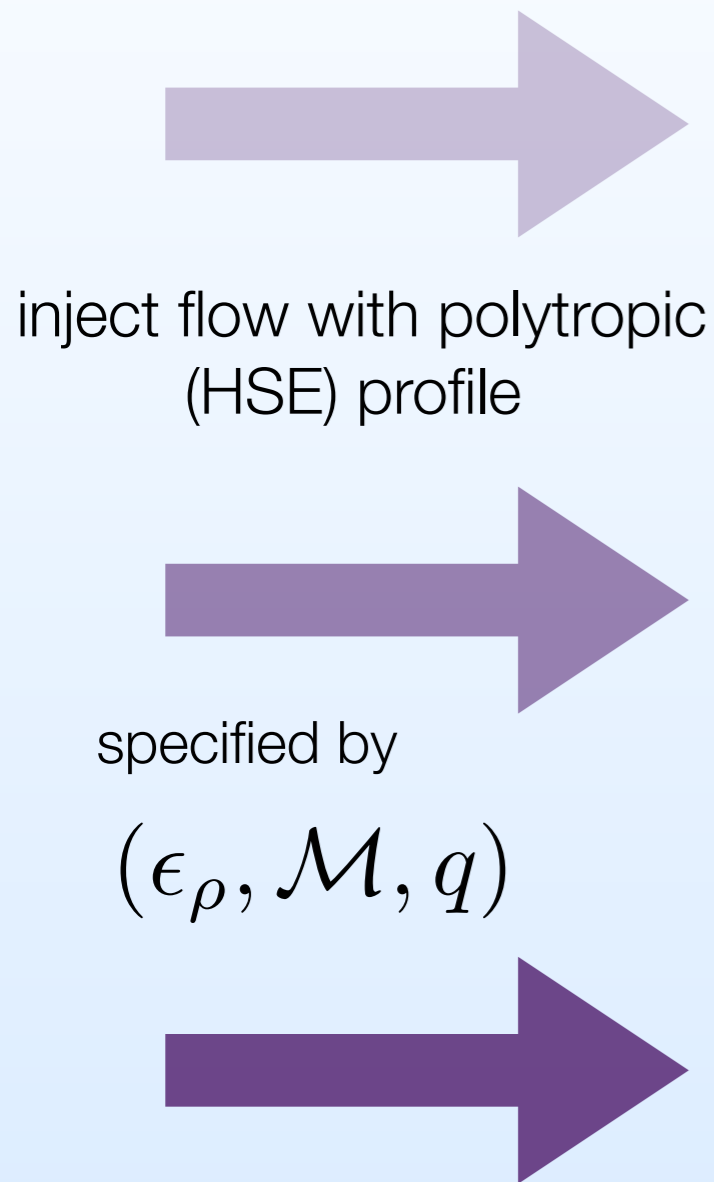 inject flow with polytropic
(HSE) profile
specified by
(ϵ_ρ, ℳ, q)